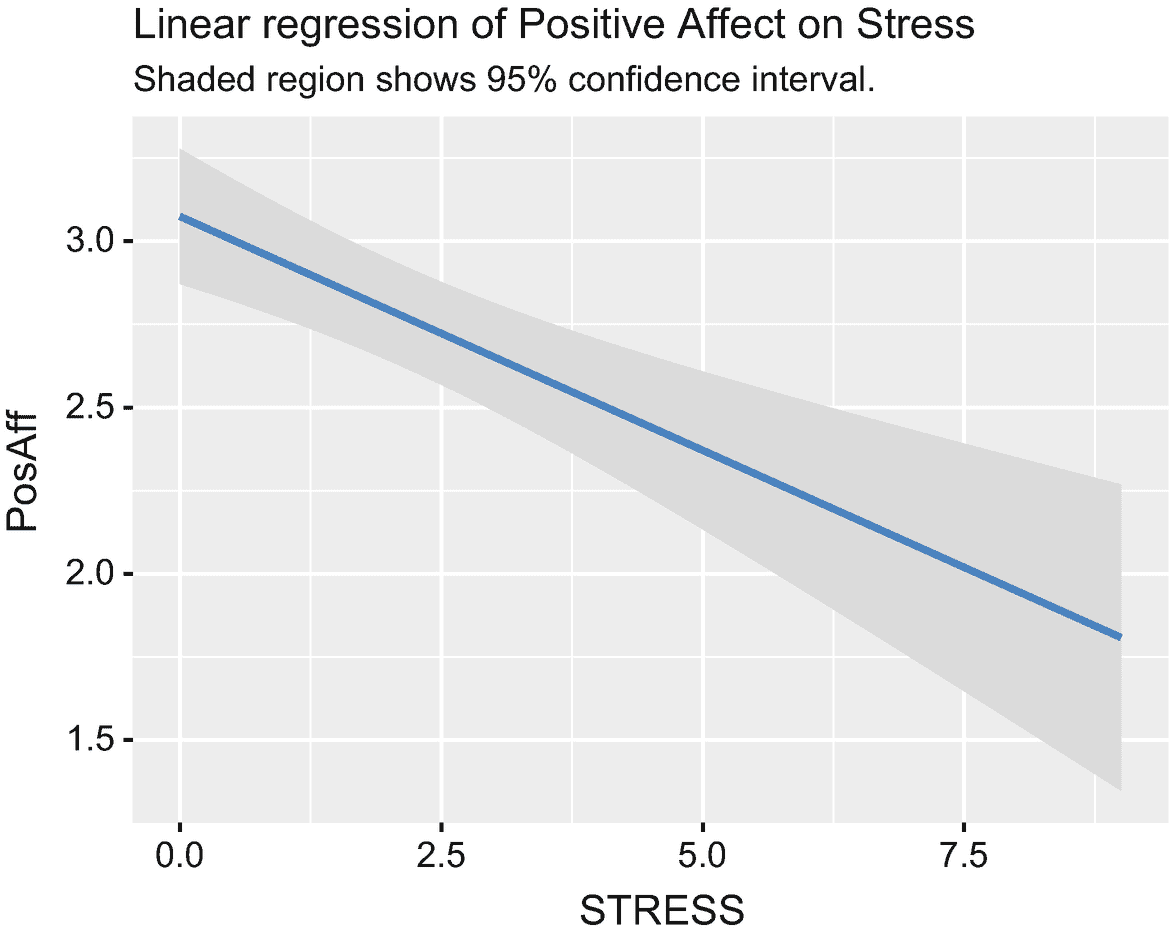 Linear regression of Positive Affect on Stress
Shaded region shows 95% confidence interval.
PosAff
3.0
2.5
2.0
1.5
0.0 2.5 5.0 7.5
STRESS